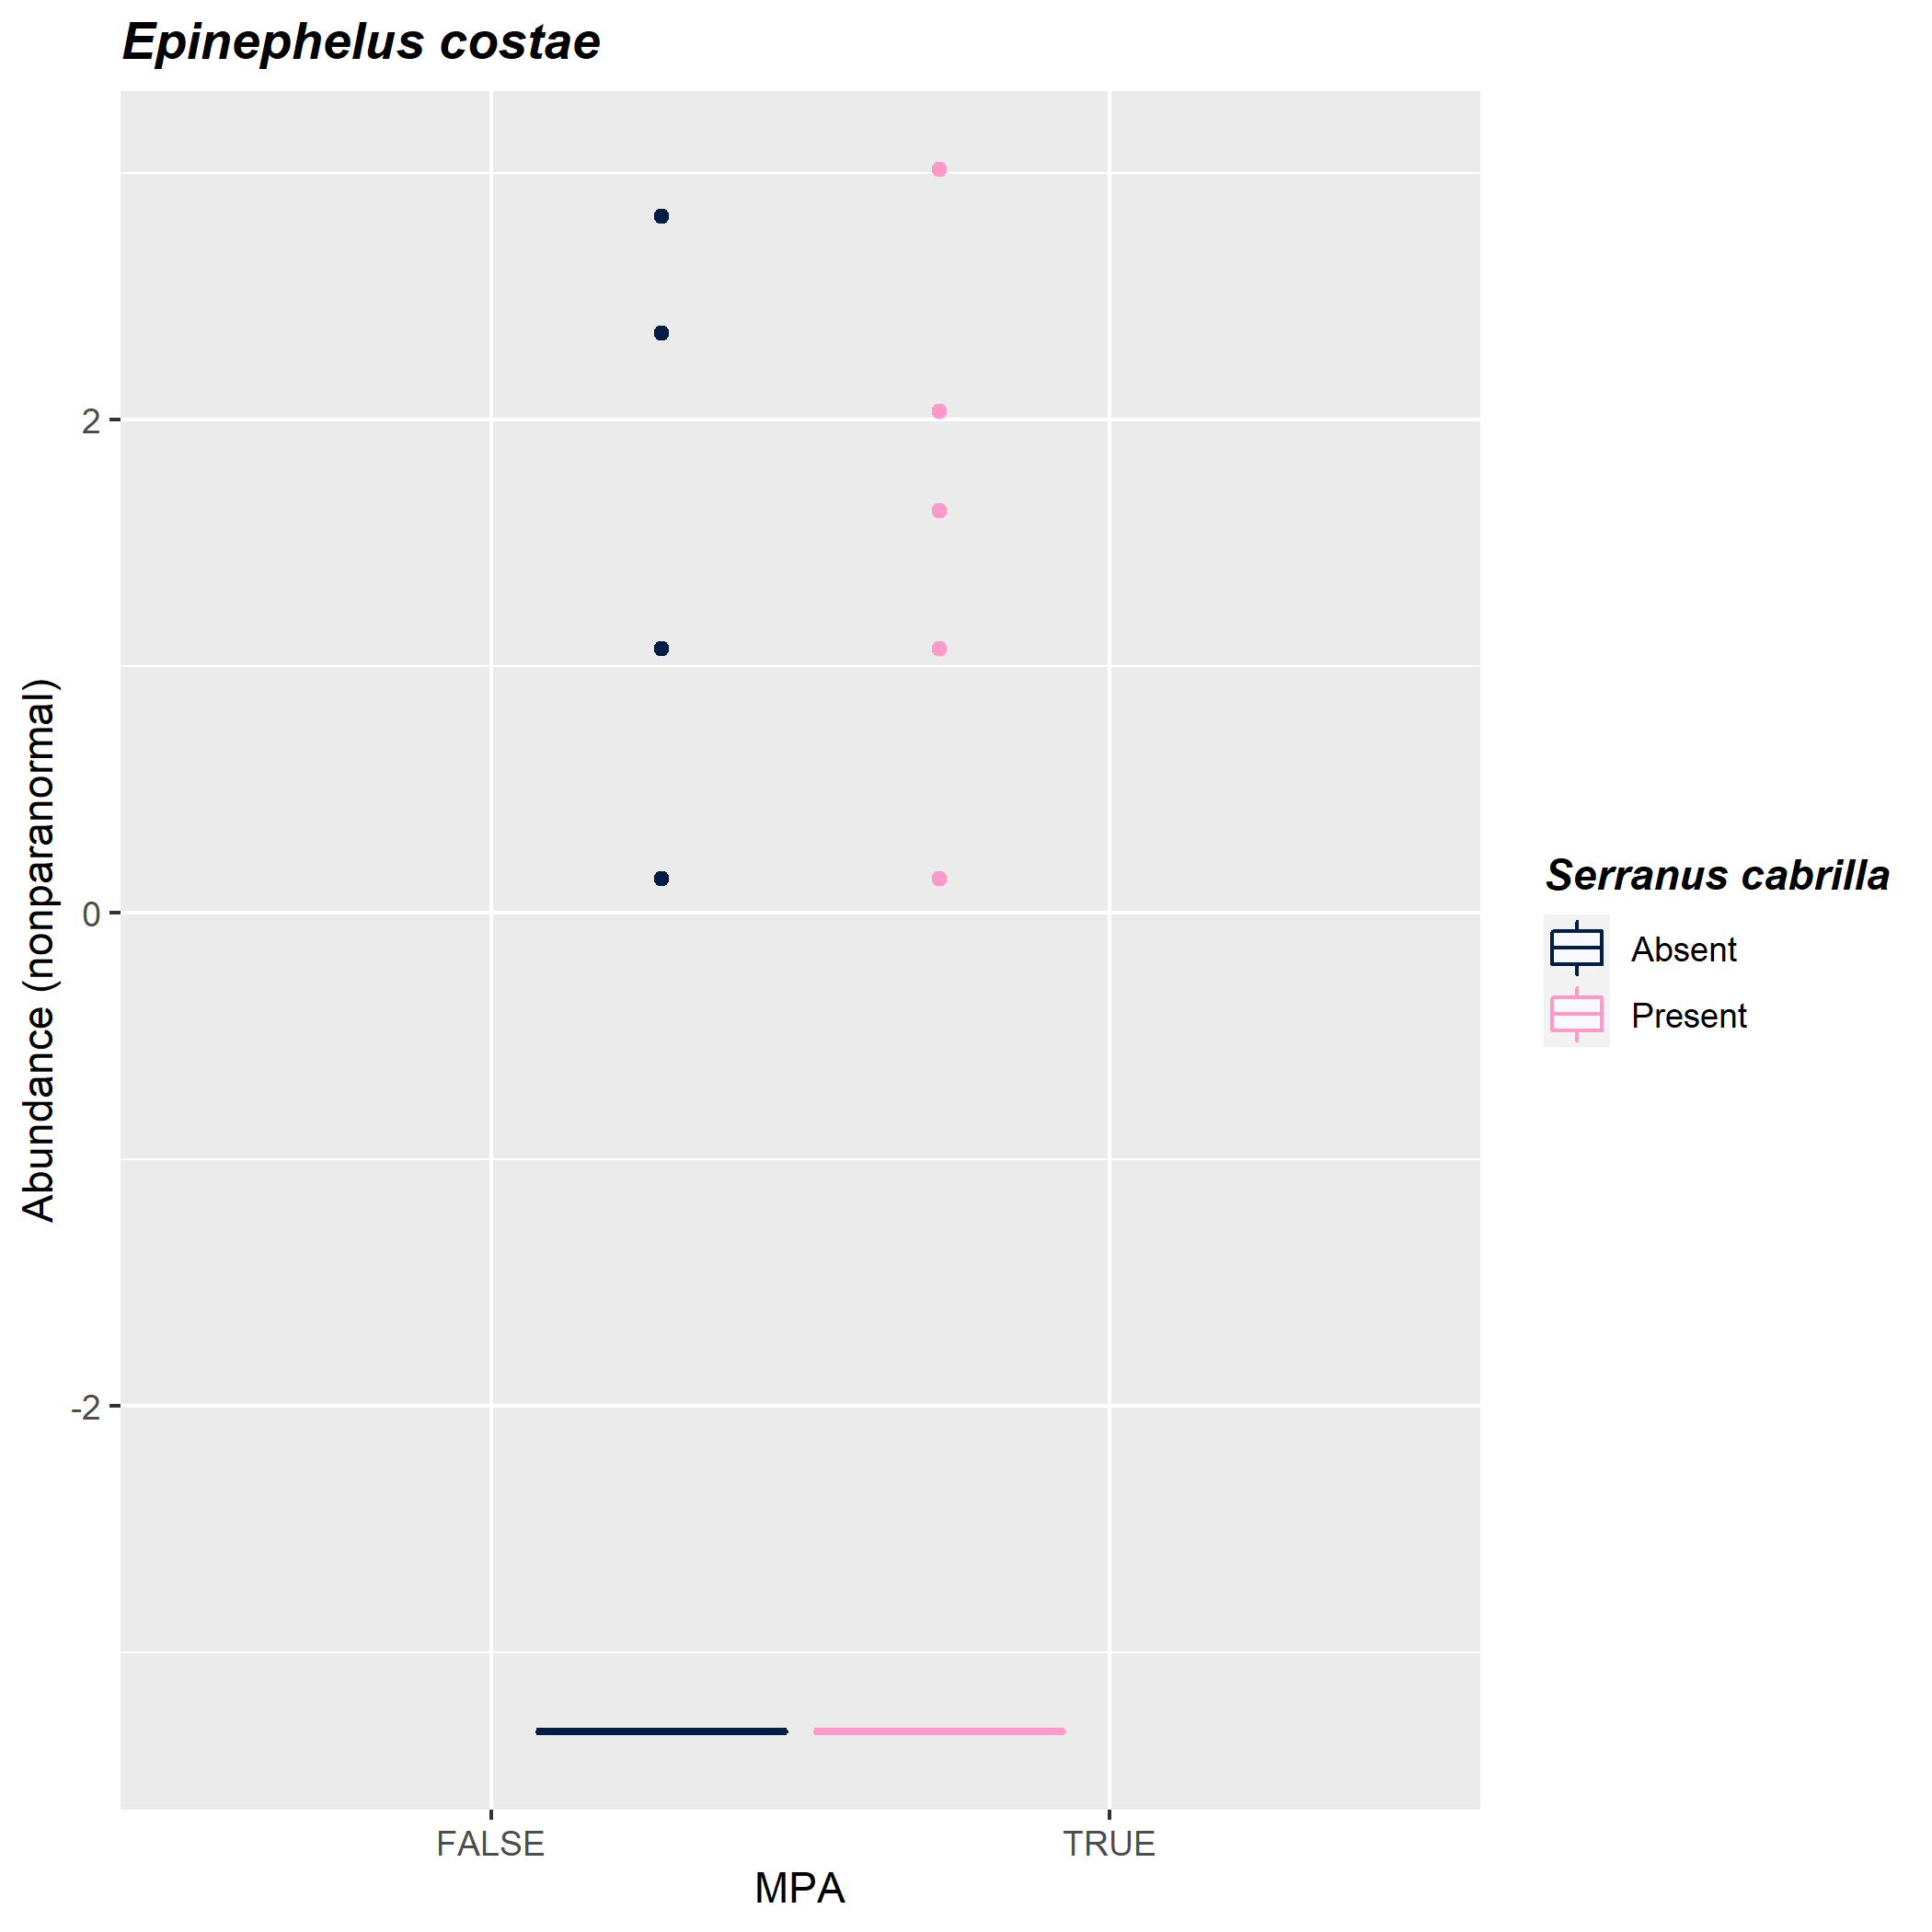 Epinephelus costae
Abundance (nonparanormal)
2
0
-2
FALSE
TRUE
MPA
Serranus cabrilla
Absent
Present